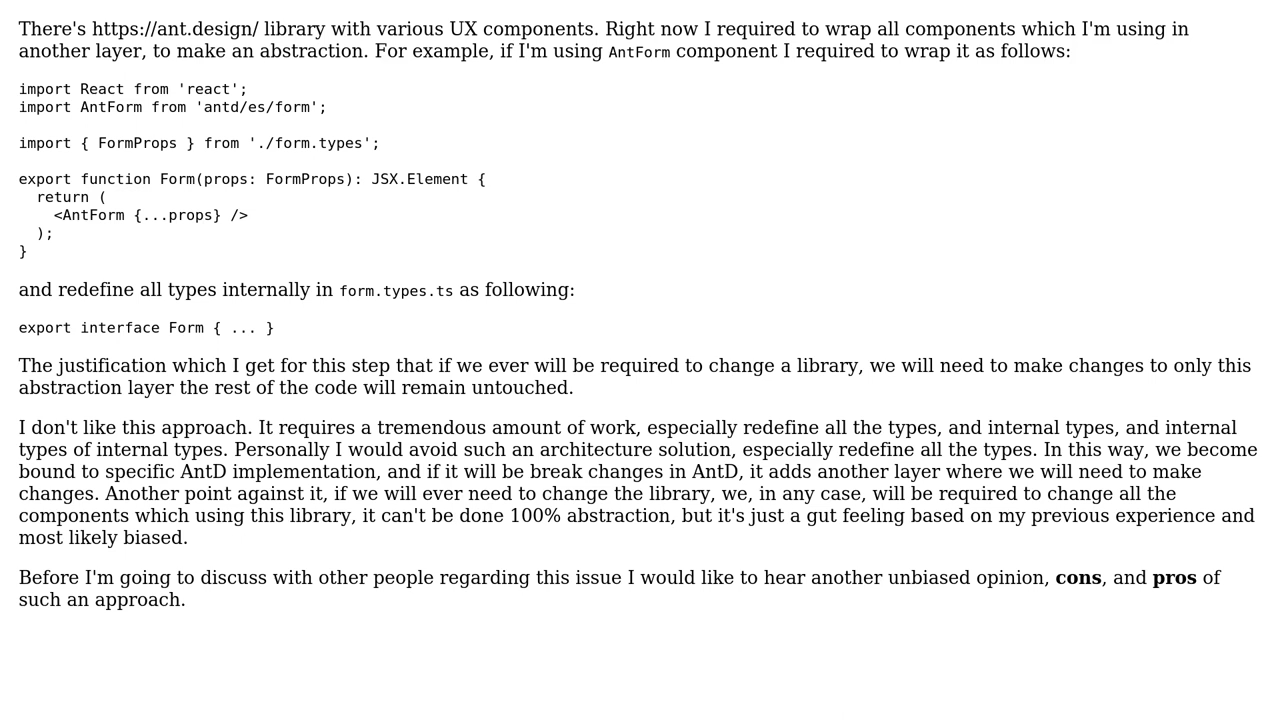 There's https://ant.design/ library with various UX components. Right now I required to wrap all components which I'm using in
another layer, to make an abstraction. For example, if I'm using AntForm component I required to wrap it as follows:
import React from 'react';
import AntForm from 'antd/es/form';
import { FormProps } from './form.types';
export function Form(props: FormProps): JSX.Element {
  return (
    <AntForm {...props} />
  );
}
and redefine all types internally in form.types.ts as following:
export interface Form { ... }
The justification which I get for this step that if we ever will be required to change a library, we will need to make changes to only this
abstraction layer the rest of the code will remain untouched.
I don't like this approach. It requires a tremendous amount of work, especially redefine all the types, and internal types, and internal
types of internal types. Personally I would avoid such an architecture solution, especially redefine all the types. In this way, we become
bound to specific AntD implementation, and if it will be break changes in AntD, it adds another layer where we will need to make
changes. Another point against it, if we will ever need to change the library, we, in any case, will be required to change all the
components which using this library, it can't be done 100% abstraction, but it's just a gut feeling based on my previous experience and
most likely biased.
Before I'm going to discuss with other people regarding this issue I would like to hear another unbiased opinion, cons, and pros of
such an approach.